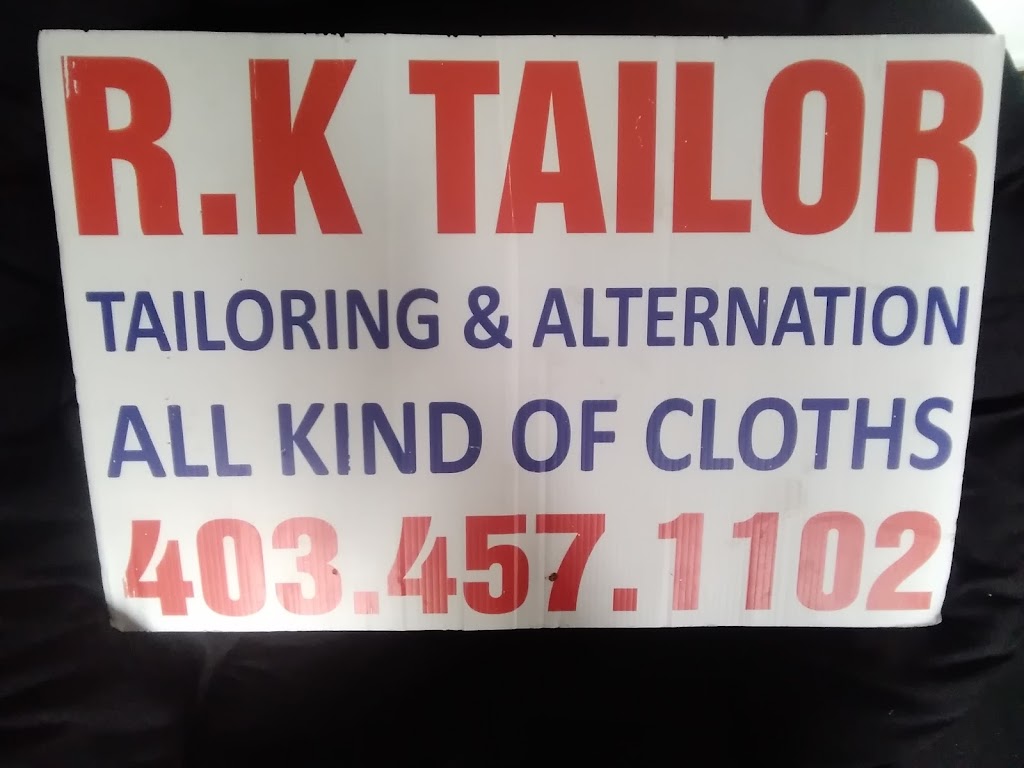 R.K TAILOR
TAILORING & ALTERNATION
ALL KIND OF CLOTHS
403.457.1102